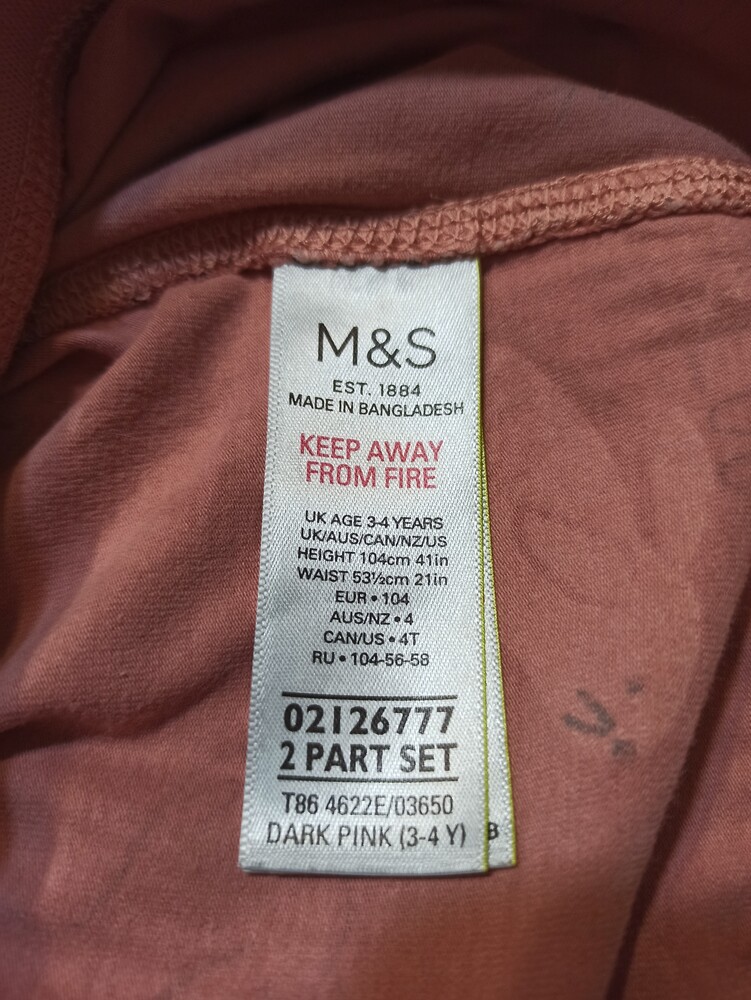 M&S
EST. 1884
MADE IN BANGLADESH
KEEP AWAY
FROM FIRE
UK AGE 3-4 YEARS
UK/AUS/CAN/NZ/US
HEIGHT 104cm 41in
WAIST 53½cm 21in
EUR • 104
AUS/NZ • 4
CAN/US • 4T
RU • 104-56-58
02126777
2 PART SET
T86 4622E/03650
DARK PINK (3-4 Y)
B